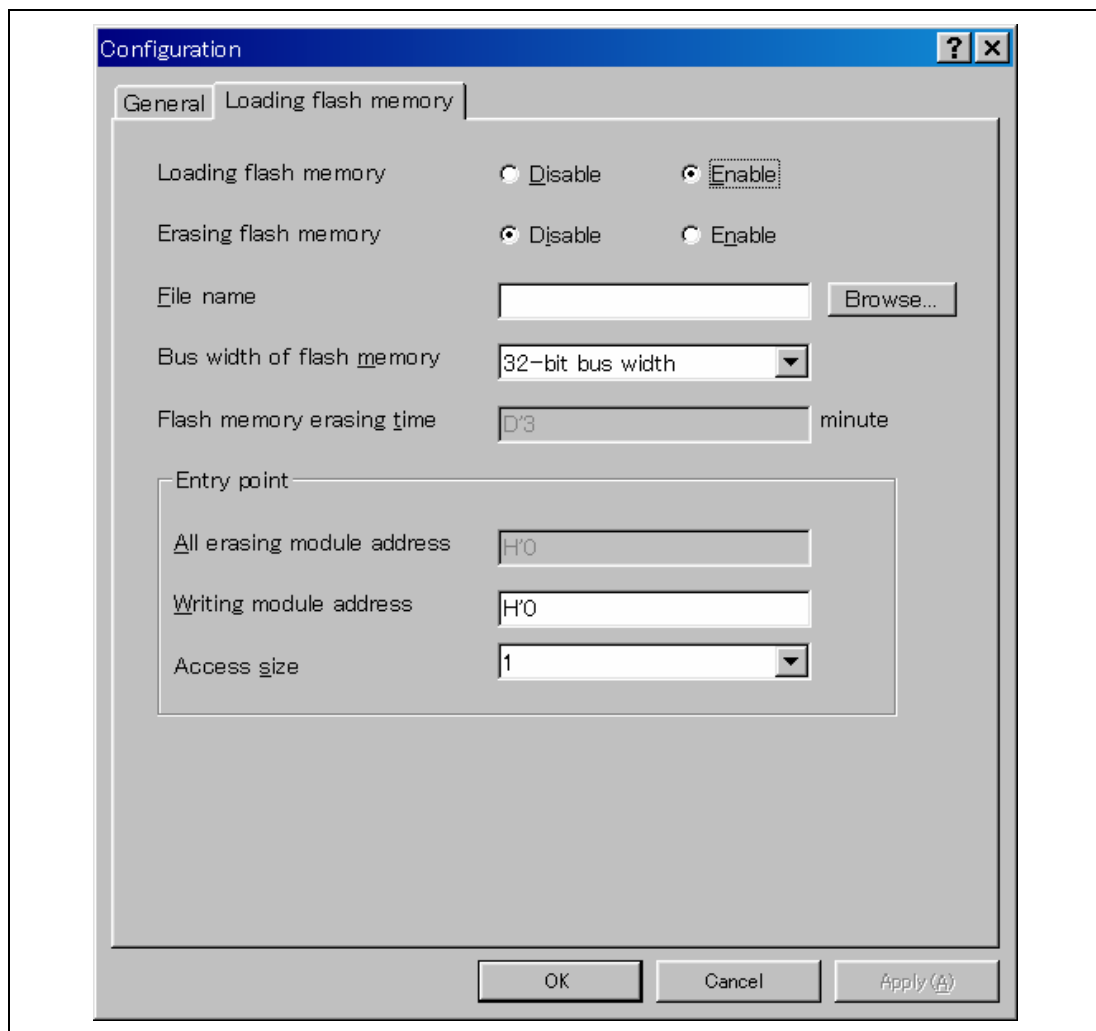 Configuration
General Loading flash memory
Loading flash memory Disable Enable
Erasing flash memory Disable Enable
File name Browse...
Bus width of flash memory 32-bit bus width
Flash memory erasing time D'3 minute
Entry point
All erasing module address H'0
Writing module address H'0
Access size 1
OK Cancel Apply(A)